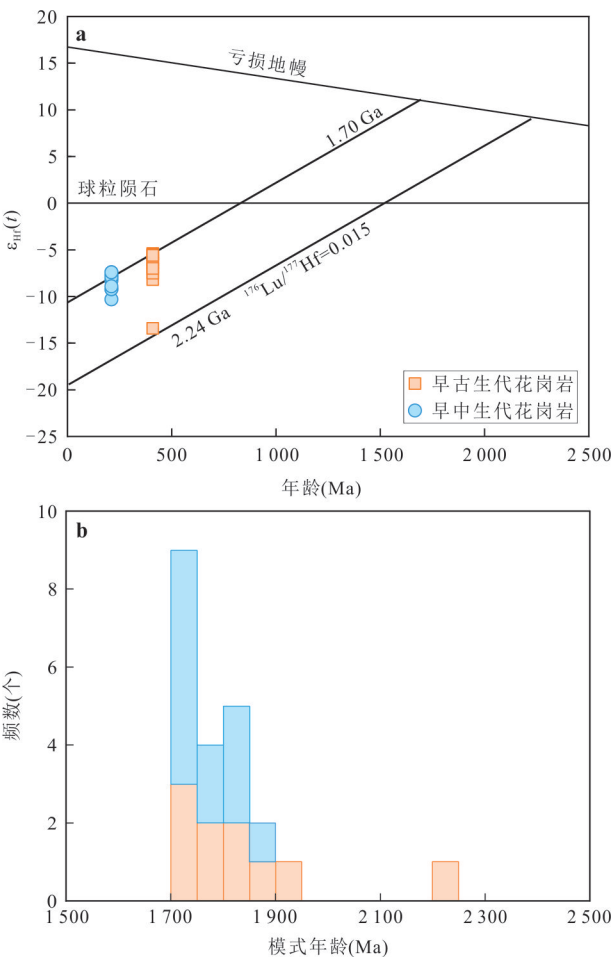 a
20
15
10
5
0
−5
−10
−15
−20
−25
εHf(t)
亏损地幔
1.70 Ga
球粒陨石
2.24 Ga ¹⁷⁶Lu/¹⁷⁷Hf=0.015
早古生代花岗岩
早中生代花岗岩
0 500 1 000 1 500 2 000 2 500
年龄(Ma)
b
10
8
6
4
2
0
频数(个)
1 500 1 700 1 900 2 100 2 300 2 500
模式年龄(Ma)